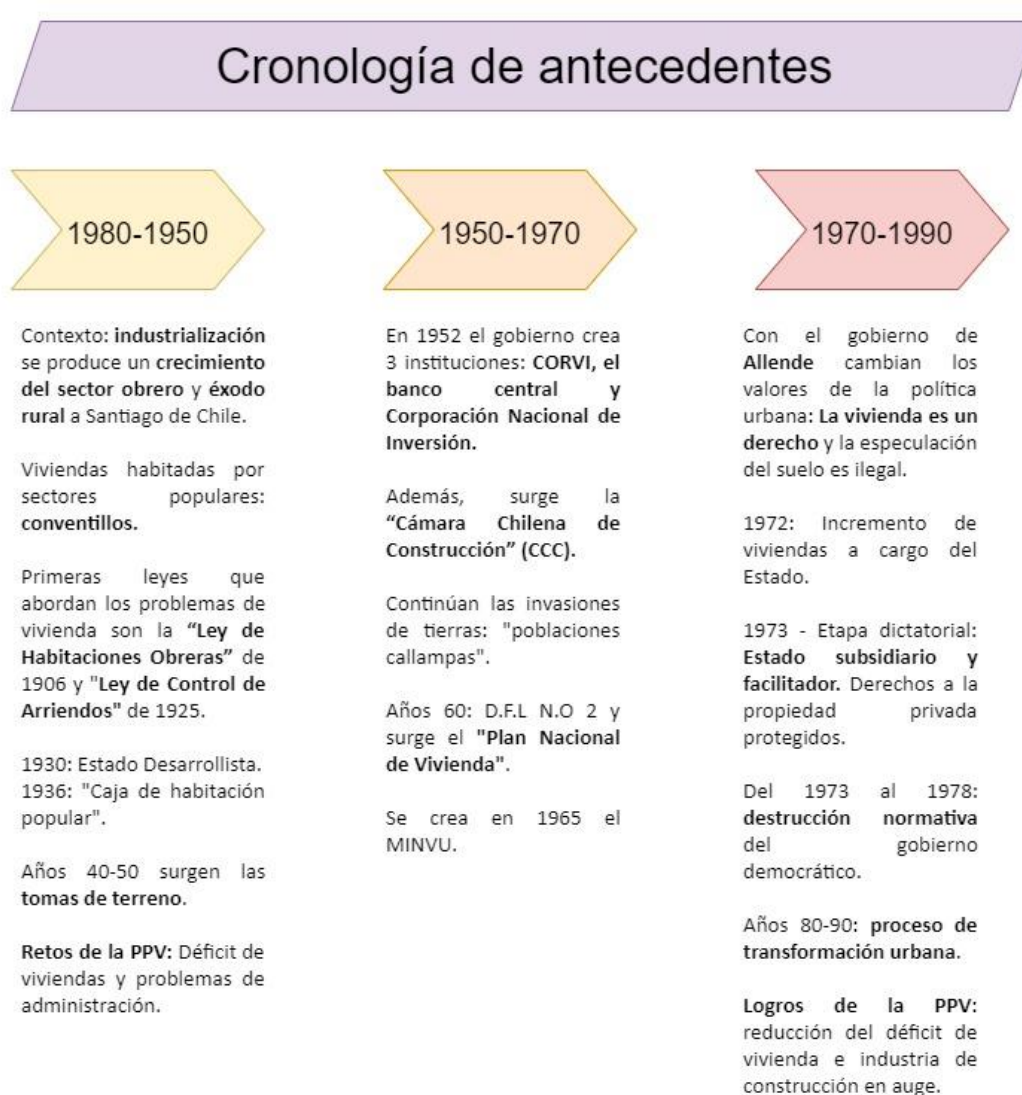 Cronología de antecedentes
1980-1950
Contexto: industrialización
se produce un crecimiento
del sector obrero y éxodo
rural a Santiago de Chile.
Viviendas habitadas por
sectores populares:
conventillos.
Primeras leyes que
abordan los problemas de
vivienda son la “Ley de
Habitaciones Obreras” de
1906 y "Ley de Control de
Arriendos" de 1925.
1930: Estado Desarrollista.
1936: "Caja de habitación
popular".
Años 40-50 surgen las
tomas de terreno.
Retos de la PPV: Déficit de
viviendas y problemas de
administración.
1950-1970
En 1952 el gobierno crea
3 instituciones: CORVI, el
banco central y
Corporación Nacional de
Inversión.
Además, surge la
“Cámara Chilena de
Construcción” (CCC).
Continúan las invasiones
de tierras: "poblaciones
callampas".
Años 60: D.F.L N.O 2 y
surge el "Plan Nacional
de Vivienda".
Se crea en 1965 el
MINVU.
1970-1990
Con el gobierno de
Allende cambian los
valores de la política
urbana: La vivienda es un
derecho y la especulación
del suelo es ilegal.
1972: Incremento de
viviendas a cargo del
Estado.
1973 - Etapa dictatorial:
Estado subsidiario y
facilitador. Derechos a la
propiedad privada
protegidos.
Del 1973 al 1978:
destrucción normativa
del gobierno
democrático.
Años 80-90: proceso de
transformación urbana.
Logros de la PPV:
reducción del déficit de
vivienda e industria de
construcción en auge.